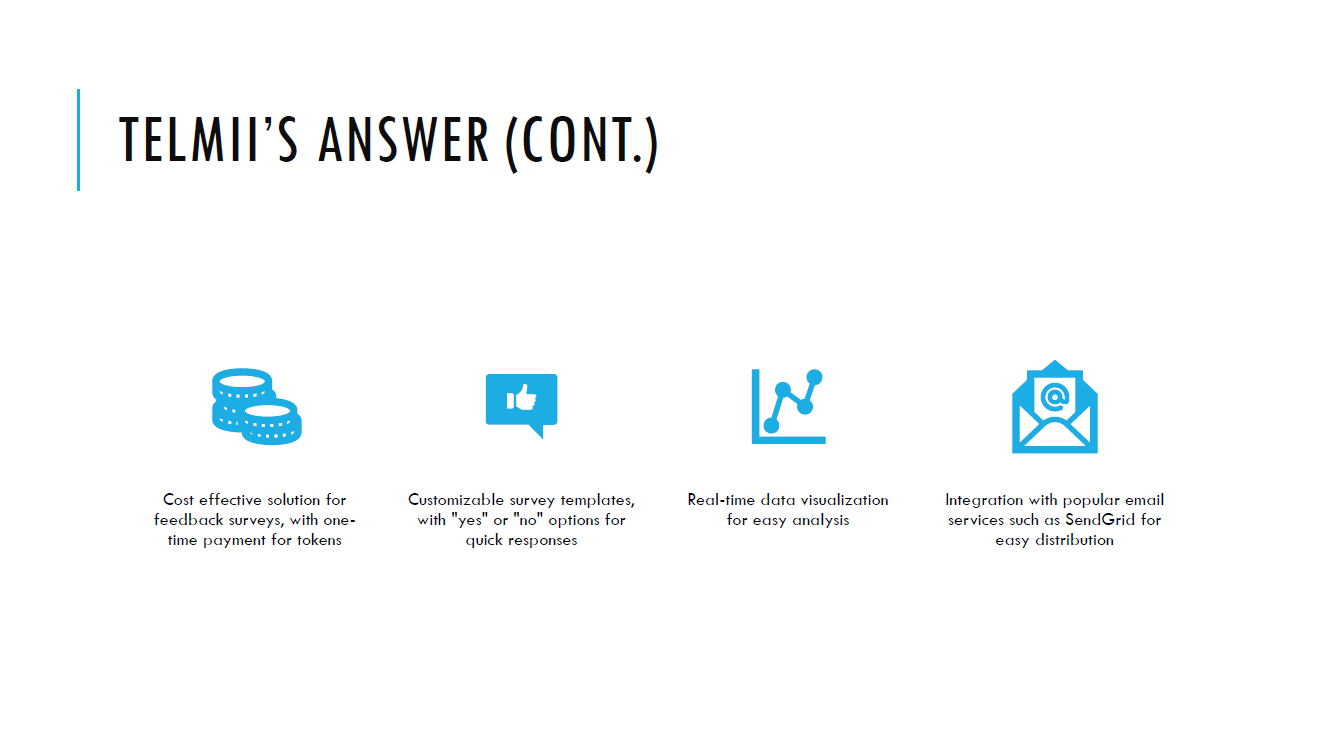 TELMII’S ANSWER (CONT.)
Cost effective solution for
feedback surveys, with one-
time payment for tokens
Customizable survey templates,
with "yes" or "no" options for
quick responses
Real-time data visualization
for easy analysis
Integration with popular email
services such as SendGrid for
easy distribution